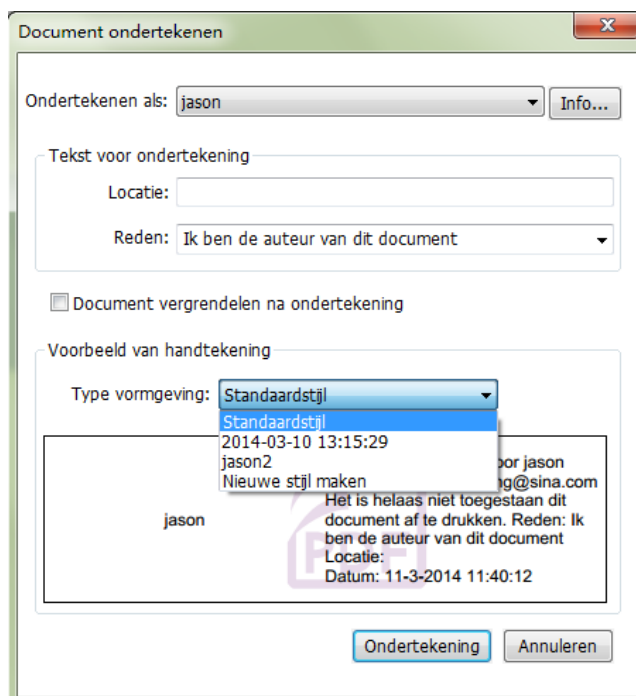 Document ondertekenen
Ondertekenen als: jason Info...
Tekst voor ondertekening
Locatie:
Reden: Ik ben de auteur van dit document
Document vergrendelen na ondertekening
Voorbeeld van handtekening
Type vormgeving: Standaardstijl
Standaardstijl
2014-03-10 13:15:29
jason2
Nieuwe stijl maken
jason
jason
@sina.com
Het is helaas niet toegestaan dit
document af te drukken. Reden: Ik
ben de auteur van dit document
Locatie:
Datum: 11-3-2014 11:40:12
PDF
Ondertekening Annuleren